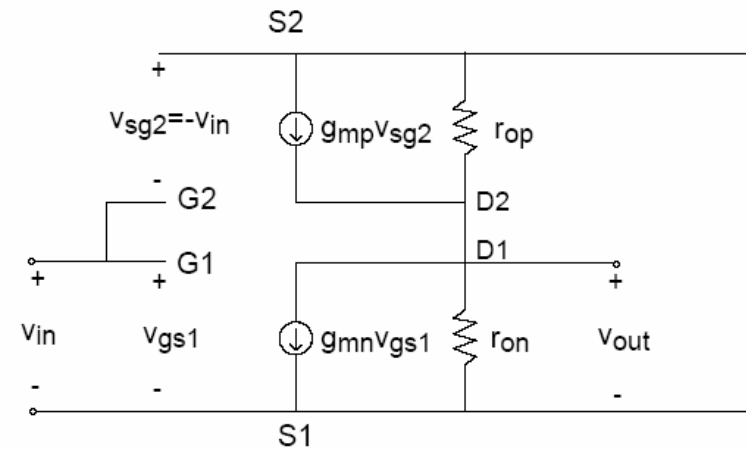 S2
+
vsg2=-vin
gmpvsg2
rop
-
G2
D2
D1
G1
+
+
+
vin
vgs1
gmnvgs1
ron
vout
-
-
-
S1